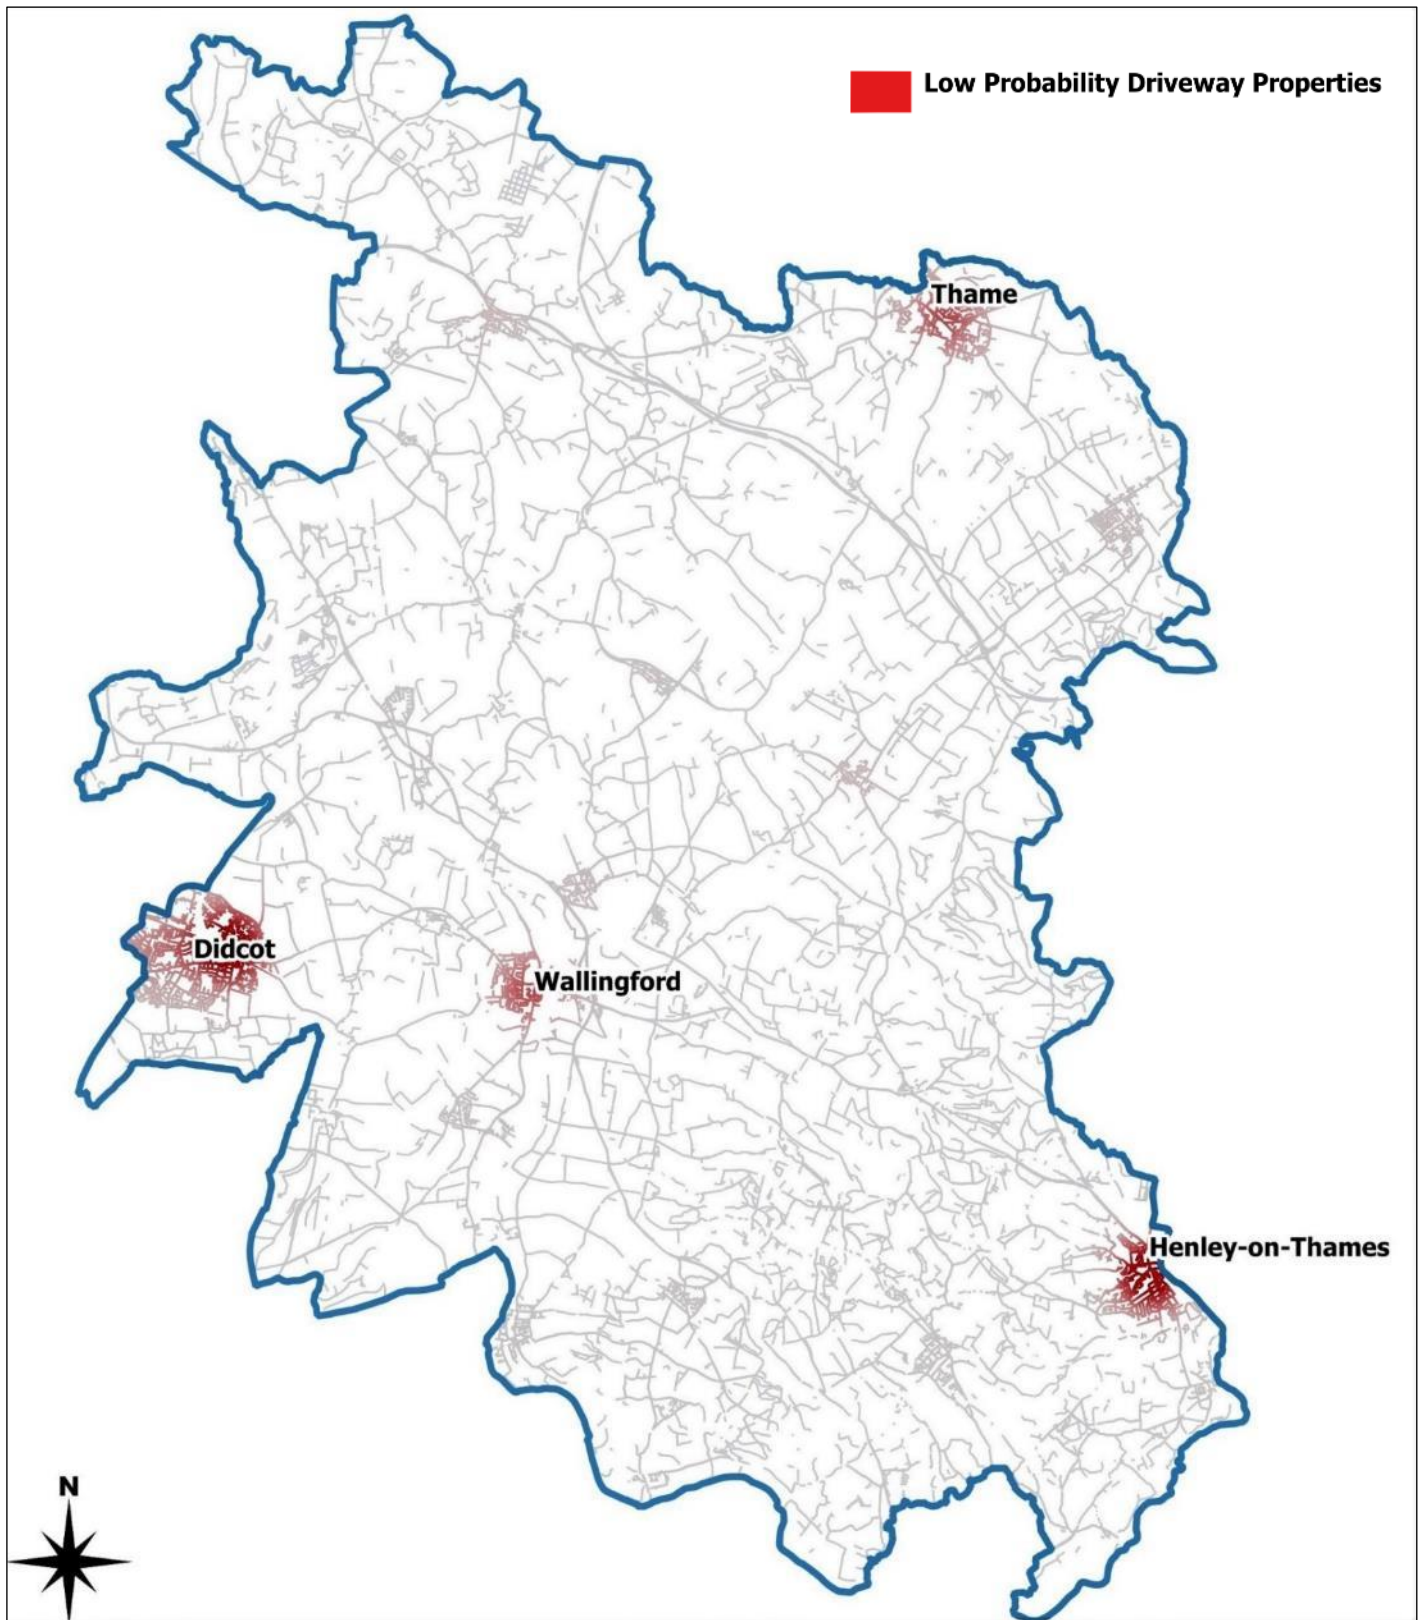 Low Probability Driveway Properties
Thame
Didcot
Wallingford
Henley-on-Thames
N